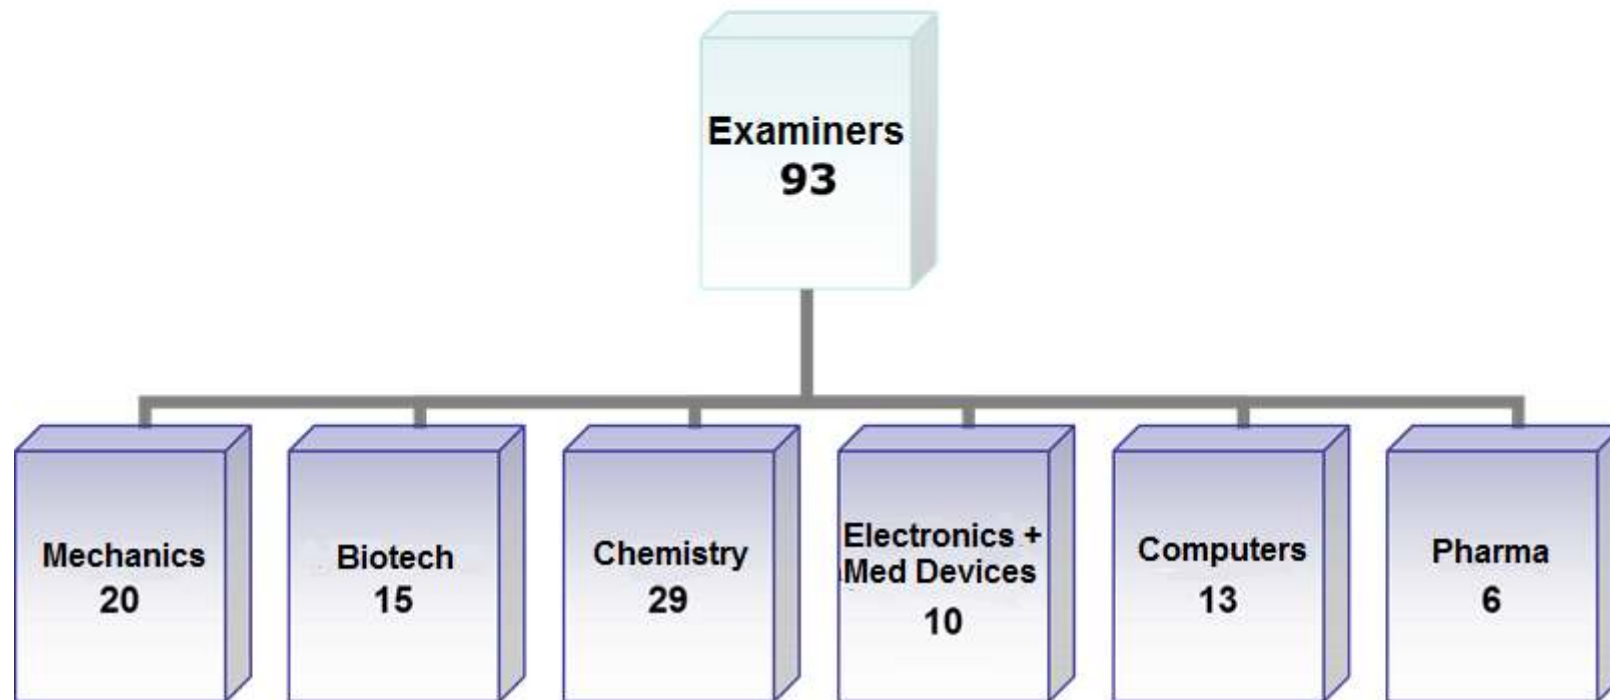 Examiners
93
Mechanics
20
Biotech
15
Chemistry
29
Electronics +
Med Devices
10
Computers
13
Pharma
6